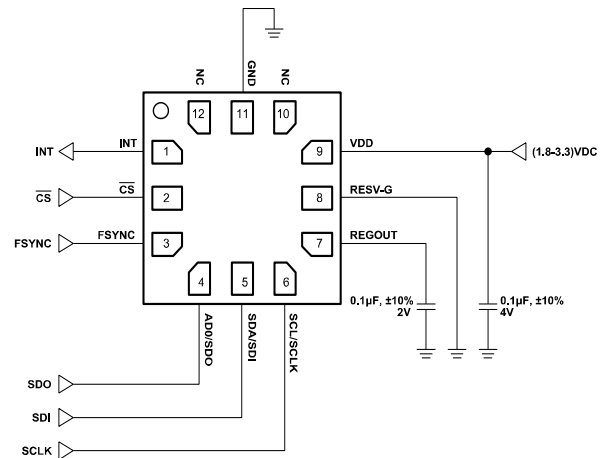 NC
GND
NC
12
11
10
INT
INT
1
9
VDD
(1.8–3.3)VDC
C̅S̅
C̅S̅
2
8
RESV-G
FSYNC
FSYNC
3
7
REGOUT
4
5
6
0.1µF, ±10%
2V
0.1µF, ±10%
4V
AD0/SDO
SDA/SDI
SCL/SCLK
SDO
SDI
SCLK